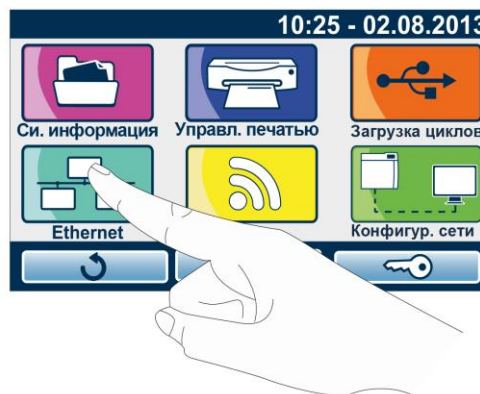 10:25 - 02.08.2013
Си. информация
Управл. печатью
Загрузка циклов
Ethernet
Конфигур. сети